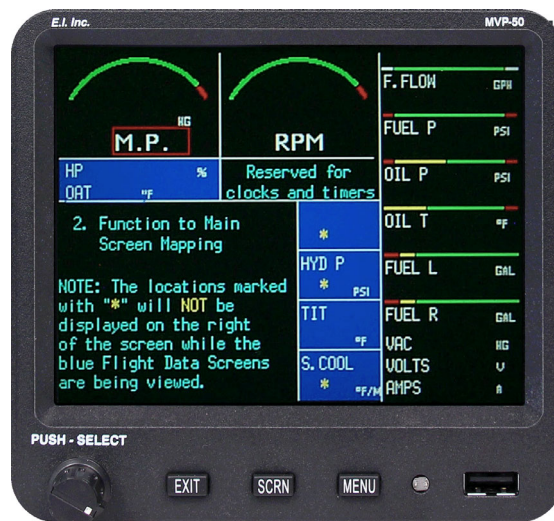 E.I. Inc.
MVP-50
HG
M.P.
RPM
HP %
OAT °F
Reserved for
clocks and timers
2. Function to Main
Screen Mapping
NOTE: The locations marked
with "*" will NOT be
displayed on the right
of the screen while the
blue Flight Data Screens
are being viewed.
*
HYD P
* PSI
TIT
°F
S.COOL
* °F/M
F.FLOW GPH
FUEL P PSI
OIL P PSI
OIL T °F
FUEL L GAL
FUEL R GAL
VAC HG
VOLTS V
AMPS A
PUSH - SELECT
EXIT
SCRN
MENU